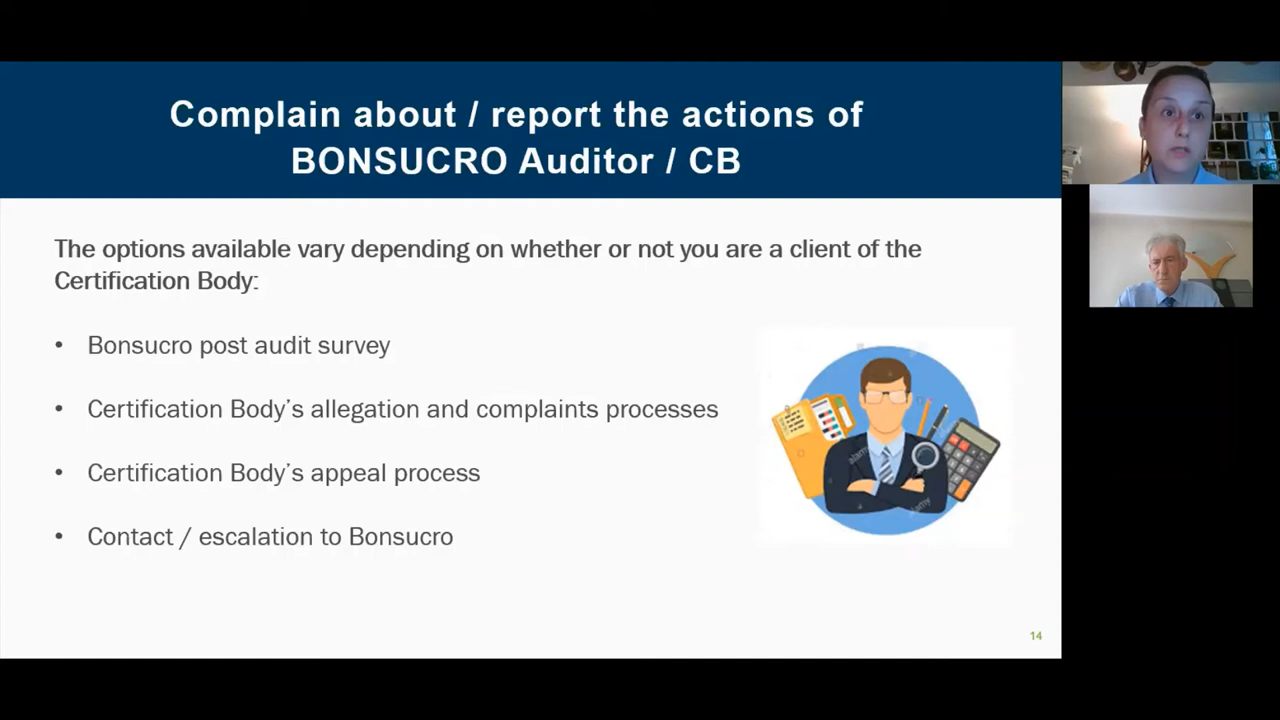 Complain about / report the actions of
BONSUCRO Auditor / CB
The options available vary depending on whether or not you are a client of the
Certification Body:
• Bonsucro post audit survey
• Certification Body's allegation and complaints processes
• Certification Body's appeal process
• Contact / escalation to Bonsucro
alamy
alamy
14